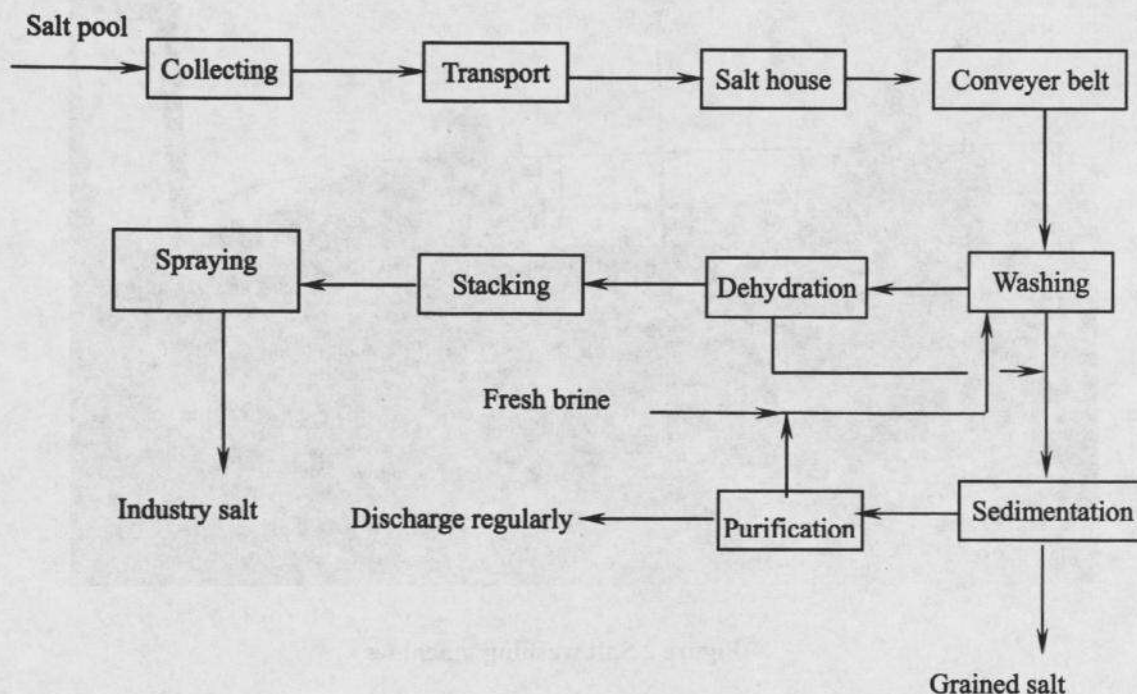 Salt pool
Collecting
Transport
Salt house
Conveyer belt
Spraying
Stacking
Dehydration
Washing
Fresh brine
Industry salt
Discharge regularly
Purification
Sedimentation
Grained salt